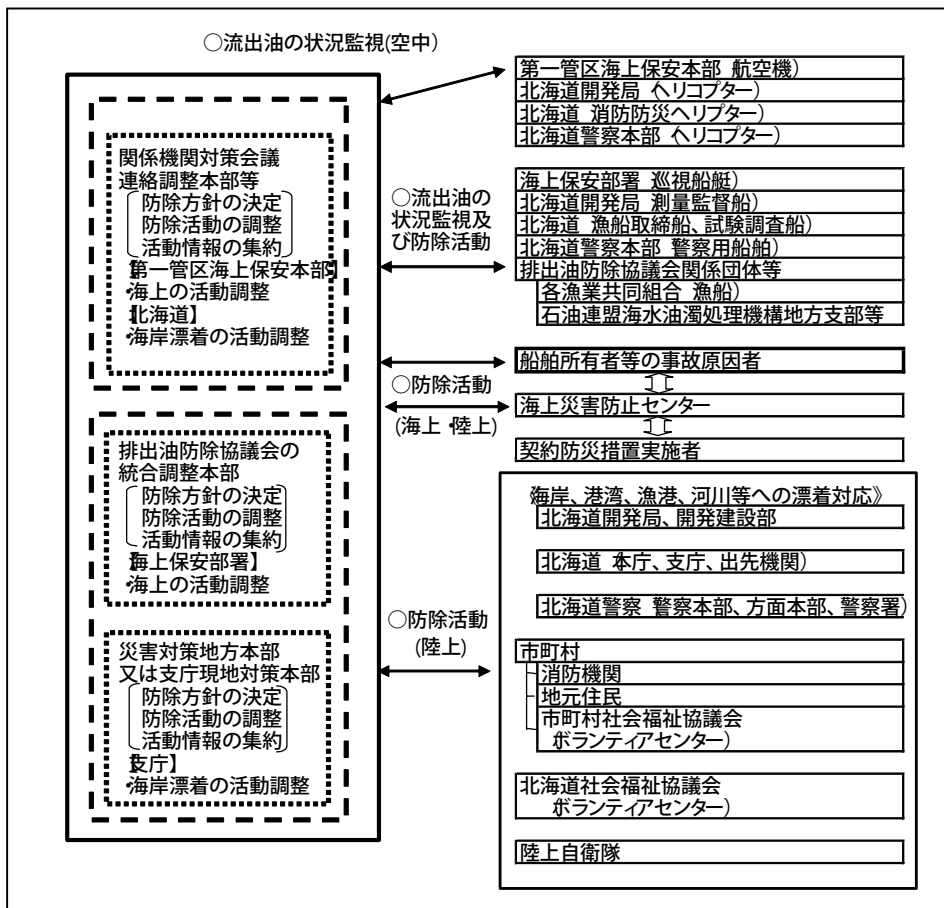 ○流出油の状況監視(空中)
関係機関対策会議
連絡調整本部等
防除方針の決定
防除活動の調整
活動情報の集約
【第一管区海上保安本部】
・海上の活動調整
【北海道】
・海岸漂着の活動調整
排出油防除協議会の
統合調整本部
防除方針の決定
防除活動の調整
活動情報の集約
【海上保安部署】
・海上の活動調整
災害対策地方本部
又は支庁現地対策本部
防除方針の決定
防除活動の調整
活動情報の集約
【支庁】
・海岸漂着の活動調整
○流出油の
状況監視及
び防除活動
○防除活動
(海上・陸上)
○防除活動
(陸上)
第一管区海上保安本部 航空機)
北海道開発局 (ヘリコプター)
北海道 消防防災ヘリプター)
北海道警察本部 (ヘリコプター)
海上保安部署 巡視船艇)
北海道開発局 測量監督船)
北海道 漁船取締船、試験調査船)
北海道警察本部 警察用船舶)
排出油防除協議会関係団体等
各漁業共同組合 漁船)
石油連盟海水油濁処理機構地方支部等
船舶所有者等の事故原因者
海上災害防止センター
契約防災措置実施者
《海岸、港湾、漁港、河川等への漂着対応》
北海道開発局、開発建設部
北海道 (本庁、支庁、出先機関)
北海道警察 警察本部、方面本部、警察署)
市町村
消防機関
地元住民
市町村社会福祉協議会
(ボランティアセンター)
北海道社会福祉協議会
(ボランティアセンター)
陸上自衛隊